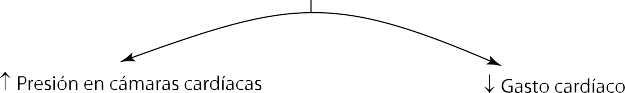 ↑ Presión en cámaras cardíacas
↓ Gasto cardíaco